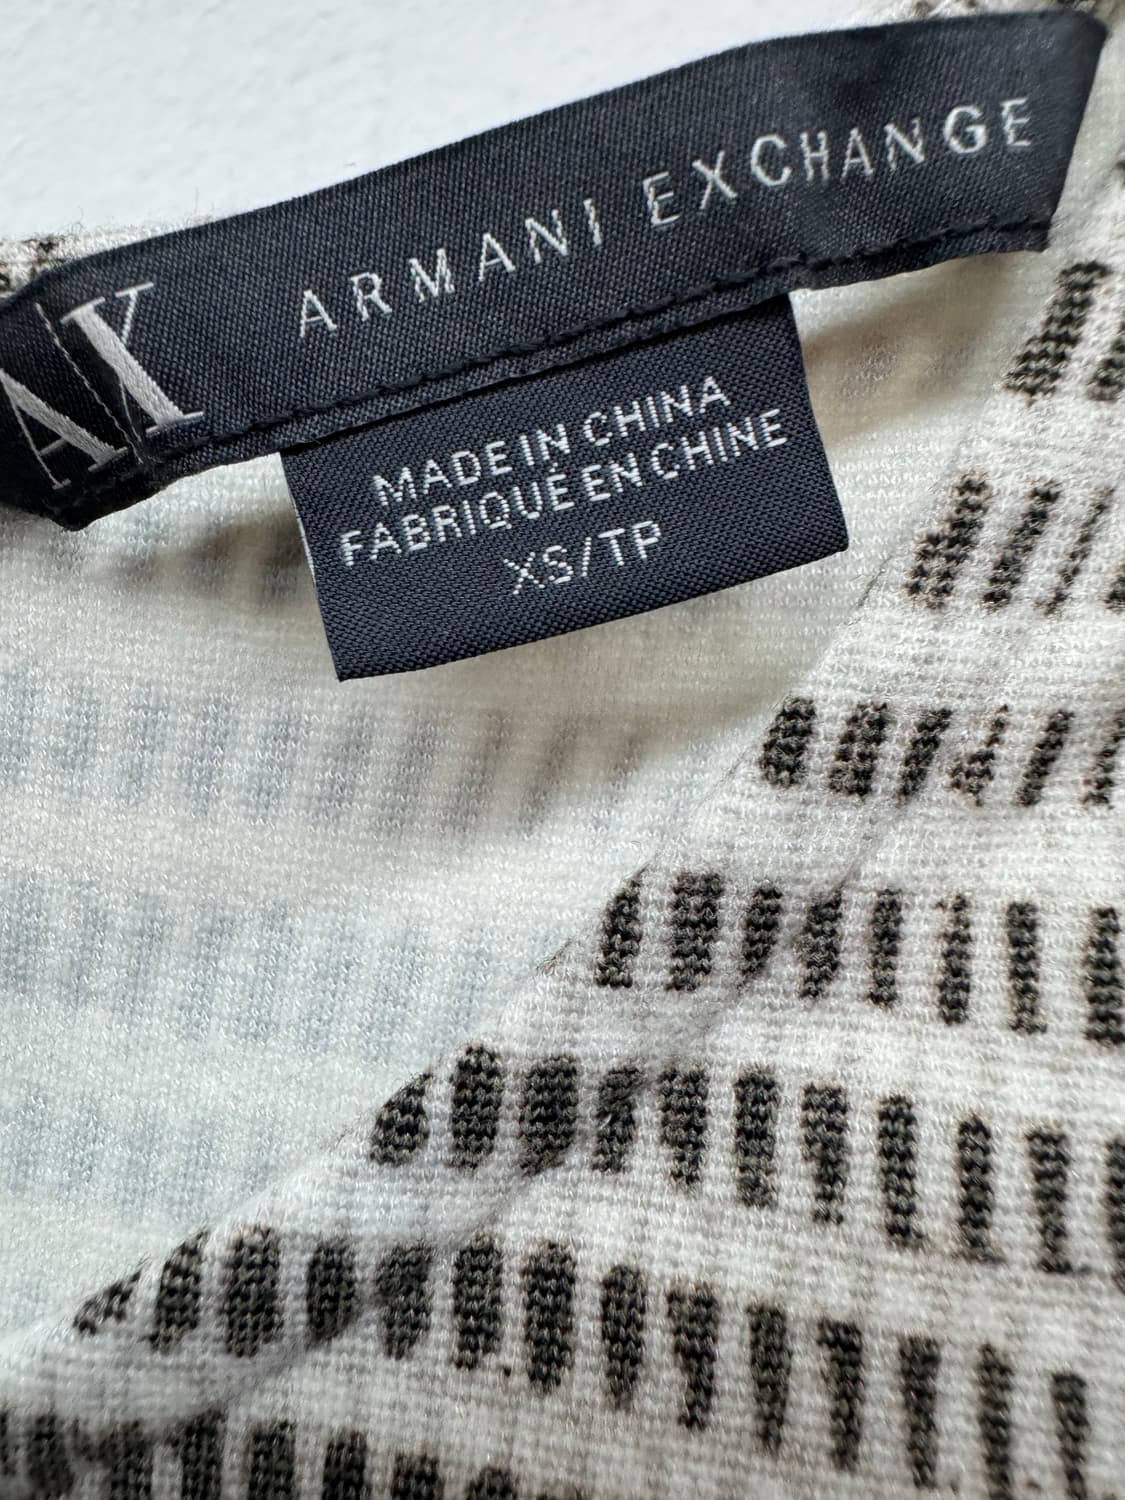 AX ARMANI EXCHANGE
MADE IN CHINA
FABRIQUÉ EN CHINE
XS/TP